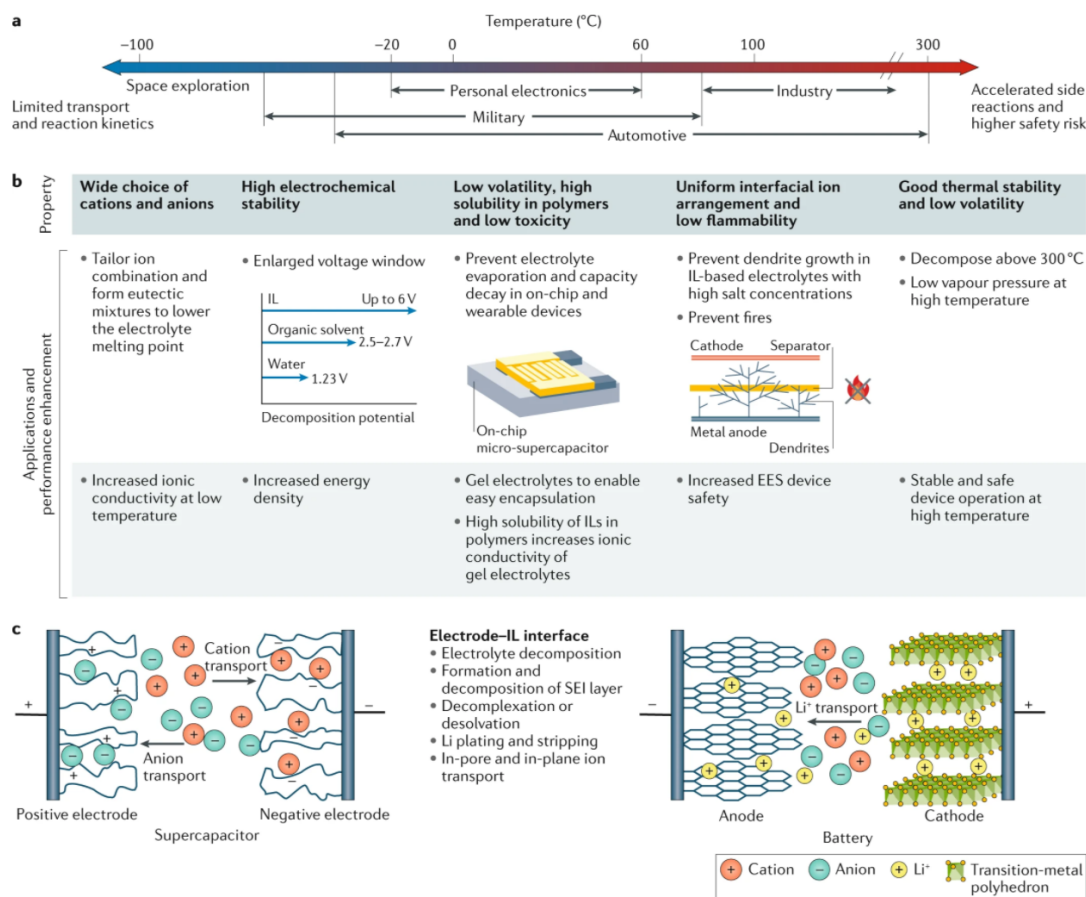 a
Temperature (°C)
−100
−20
0
60
100
300
Space exploration
Personal electronics
Industry
Military
Automotive
Limited transport
and reaction kinetics
Accelerated side
reactions and
higher safety risk
b
Property
Wide choice of
cations and anions
High electrochemical
stability
Low volatility, high
solubility in polymers
and low toxicity
Uniform interfacial ion
arrangement and
low flammability
Good thermal stability
and low volatility
Applications and
performance enhancement
• Tailor ion
combination and
form eutectic
mixtures to lower
the electrolyte
melting point
• Enlarged voltage window
IL
Up to 6 V
Organic solvent
2.5–2.7 V
Water
1.23 V
Decomposition potential
• Prevent electrolyte
evaporation and capacity
decay in on-chip and
wearable devices
On-chip
micro-supercapacitor
• Prevent dendrite growth in
IL-based electrolytes with
high salt concentrations
• Prevent fires
Cathode
Separator
Metal anode
Dendrites
• Decompose above 300 °C
• Low vapour pressure at
high temperature
• Increased ionic
conductivity at low
temperature
• Increased energy
density
• Gel electrolytes to enable
easy encapsulation
• High solubility of ILs in
polymers increases ionic
conductivity of
gel electrolytes
• Increased EES device
safety
• Stable and safe
device operation at
high temperature
c
+
Cation
transport
Anion
transport
−
Positive electrode
Negative electrode
Supercapacitor
Electrode–IL interface
• Electrolyte decomposition
• Formation and
decomposition of SEI layer
• Decomplexation or
desolvation
• Li plating and stripping
• In-pore and in-plane ion
transport
−
Li⁺ transport
+
Anode
Cathode
Battery
+ Cation
− Anion
+ Li⁺
Transition-metal
polyhedron